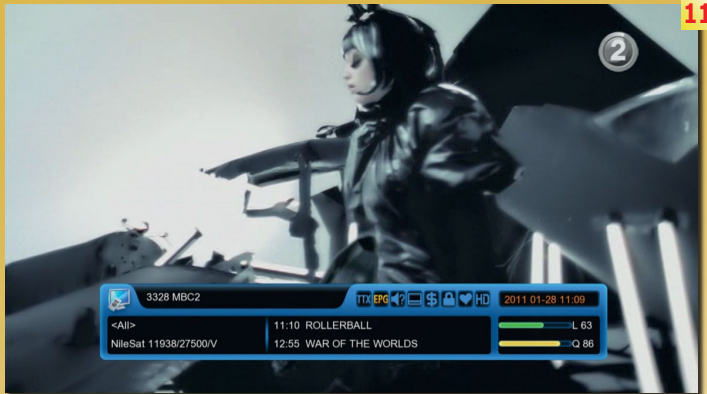 11
2
3328 MBC2
TTX EPG ? $ HD
2011 01-28 11:09
<All>
11:10 ROLLERBALL
L 63
NileSat 11938/27500/V
12:55 WAR OF THE WORLDS
Q 86